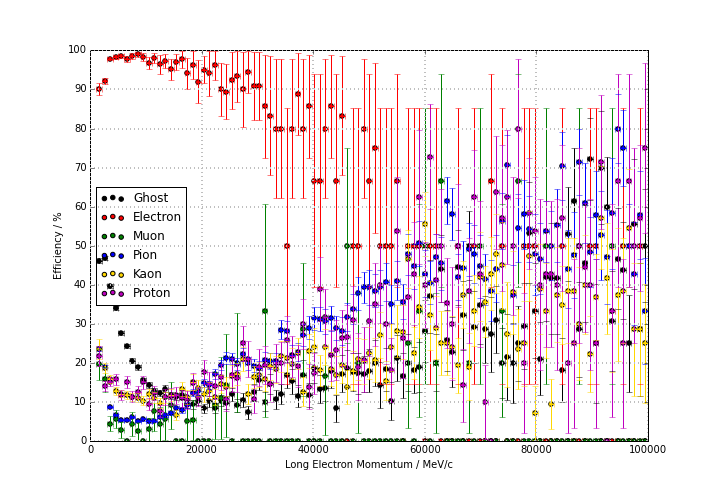 100
90
80
70
60
50
40
30
20
10
0
Efficiency / %
Ghost
Electron
Muon
Pion
Kaon
Proton
0 20000 40000 60000 80000 100000
Long Electron Momentum / MeV/c